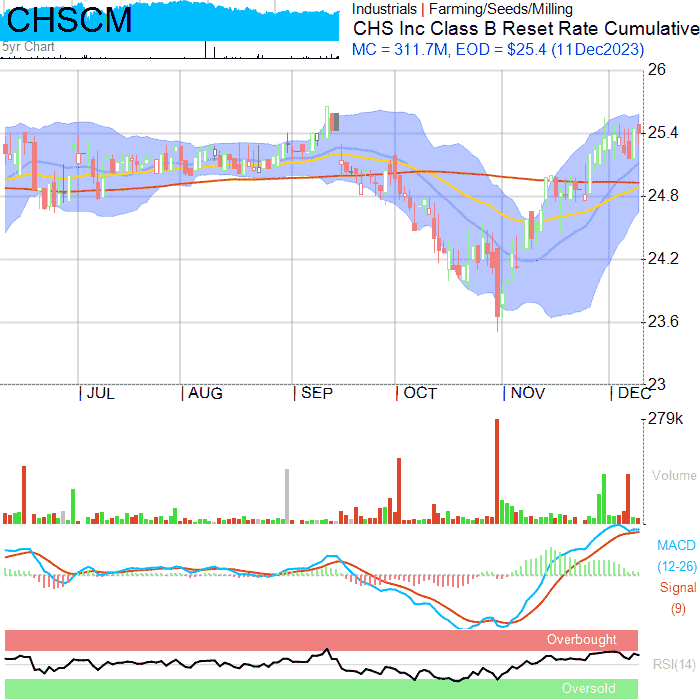 CHSCM
Industrials | Farming/Seeds/Milling
CHS Inc Class B Reset Rate Cumulative
MC = 311.7M, EOD = $25.4 (11Dec2023)
5yr Chart
26
25.4
24.8
24.2
23.6
23
JUL
AUG
SEP
OCT
NOV
DEC
279k
Volume
MACD
(12-26)
Signal
(9)
Overbought
RSI(14)
Oversold